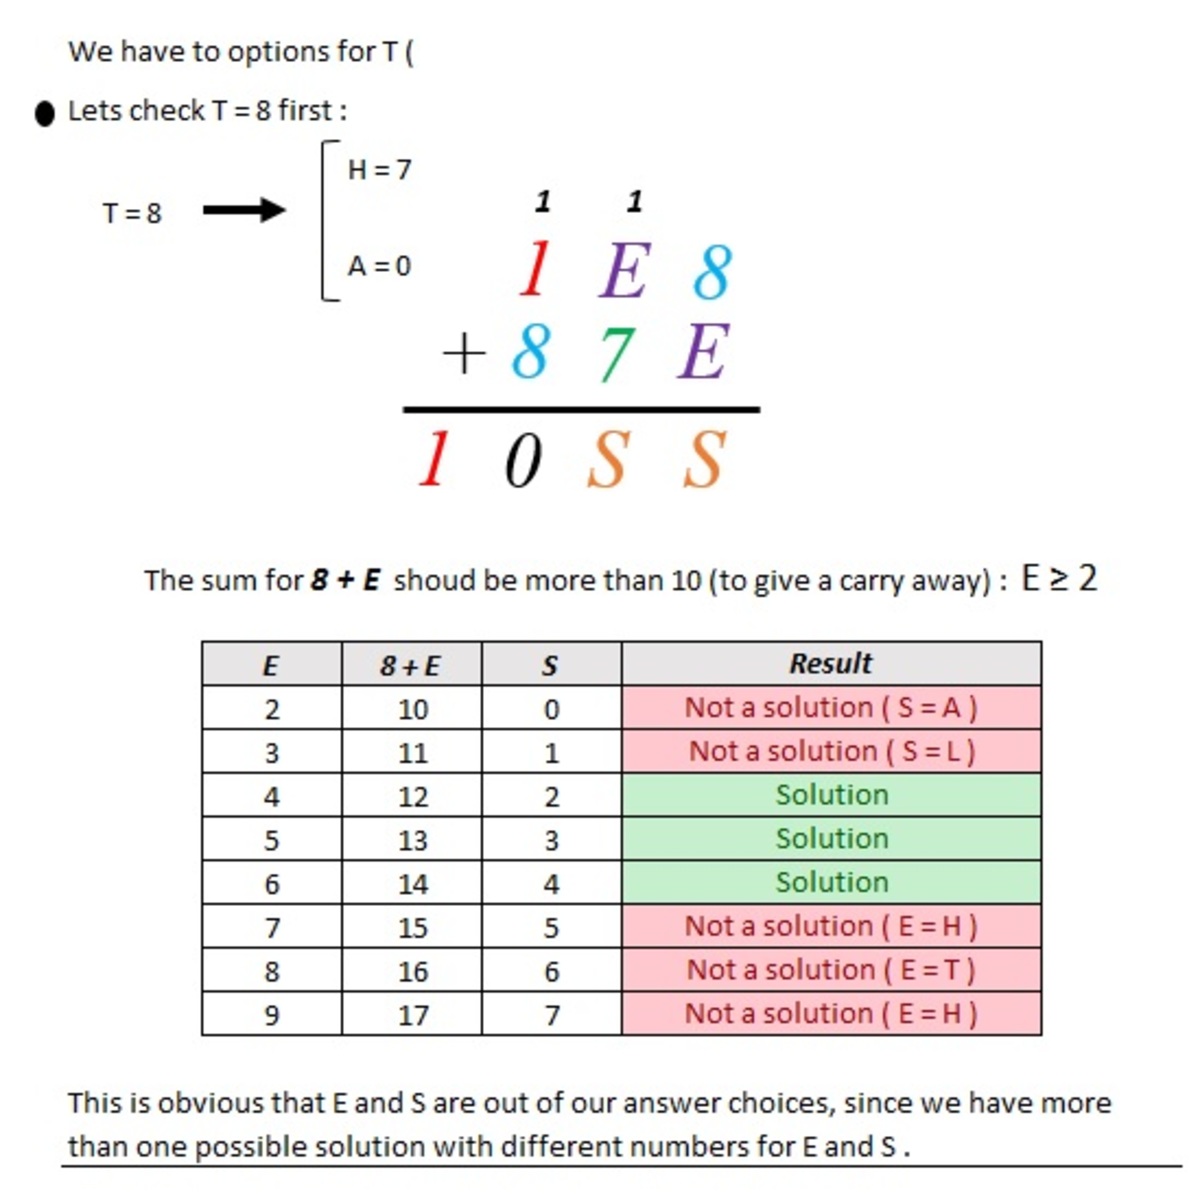 We have to options for T (
Lets check T = 8 first :
H = 7
T = 8
A = 0
1 1
1 E 8
+ 8 7 E
1 0 S S
The sum for 8 + E shoud be more than 10 (to give a carry away) : E ≥ 2
E 8 + E S Result
2 10 0 Not a solution ( S = A )
3 11 1 Not a solution ( S = L )
4 12 2 Solution
5 13 3 Solution
6 14 4 Solution
7 15 5 Not a solution ( E = H )
8 16 6 Not a solution ( E = T )
9 17 7 Not a solution ( E = H )
This is obvious that E and S are out of our answer choices, since we have more
than one possible solution with different numbers for E and S .